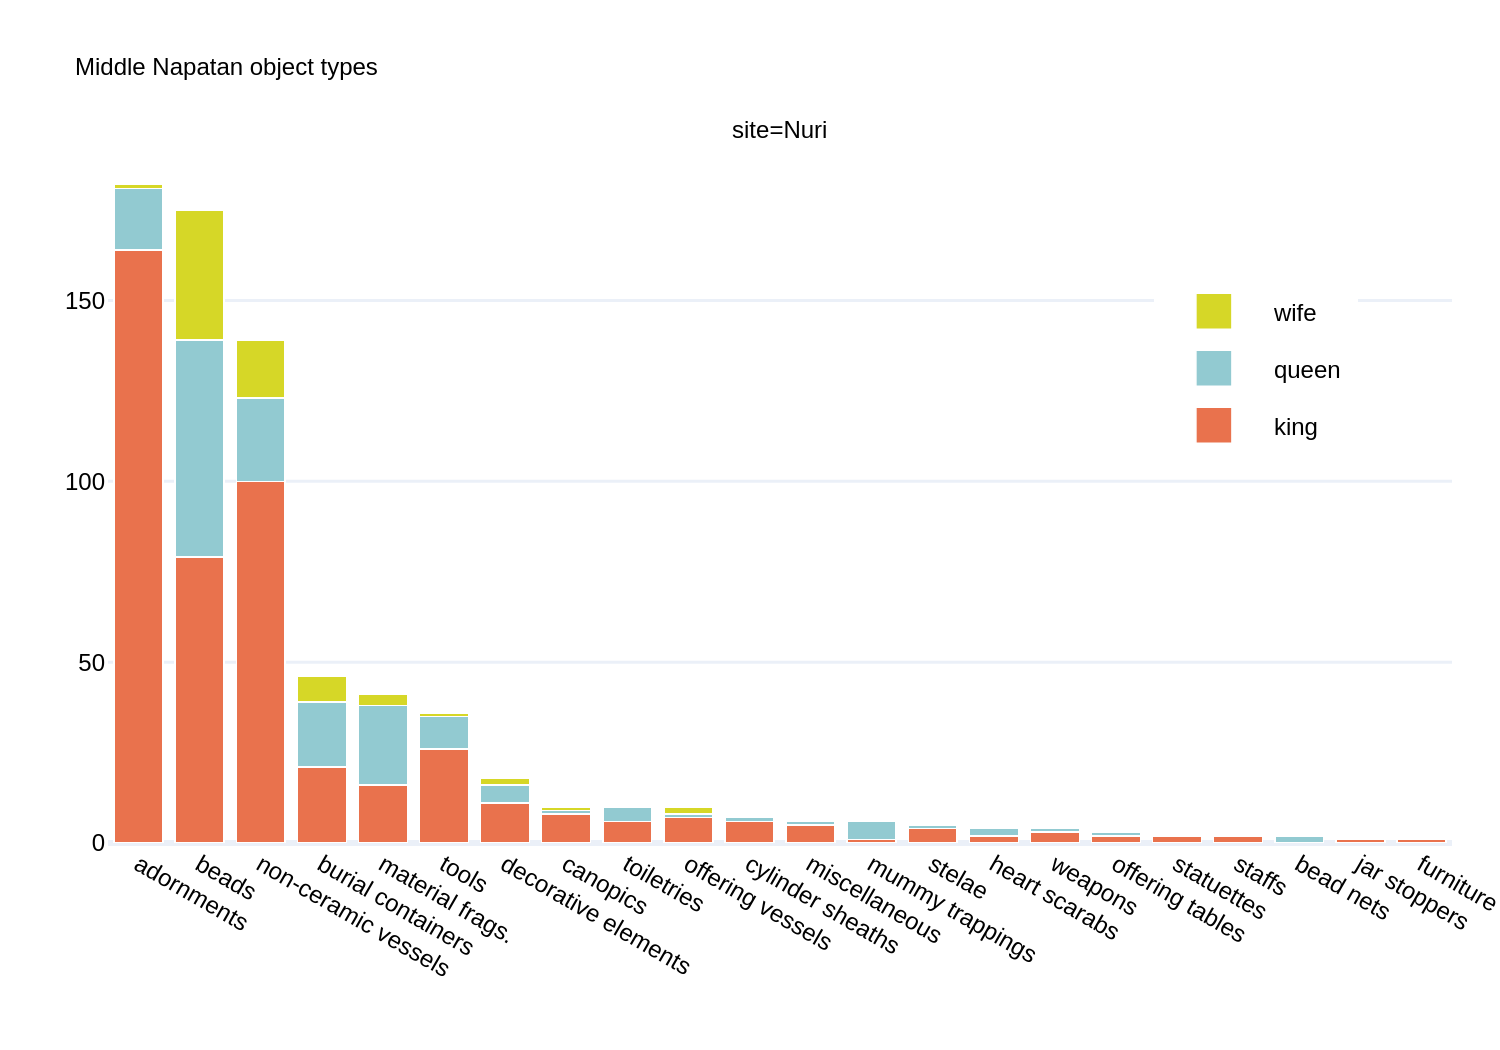 Middle Napatan object types
site=Nuri
150
100
50
0
wife
queen
king
adornments
beads
non-ceramic vessels
burial containers
material frags.
tools
decorative elements
canopics
toiletries
offering vessels
cylinder sheaths
miscellaneous
mummy trappings
stelae
heart scarabs
weapons
offering tables
statuettes
staffs
bead nets
jar stoppers
furniture